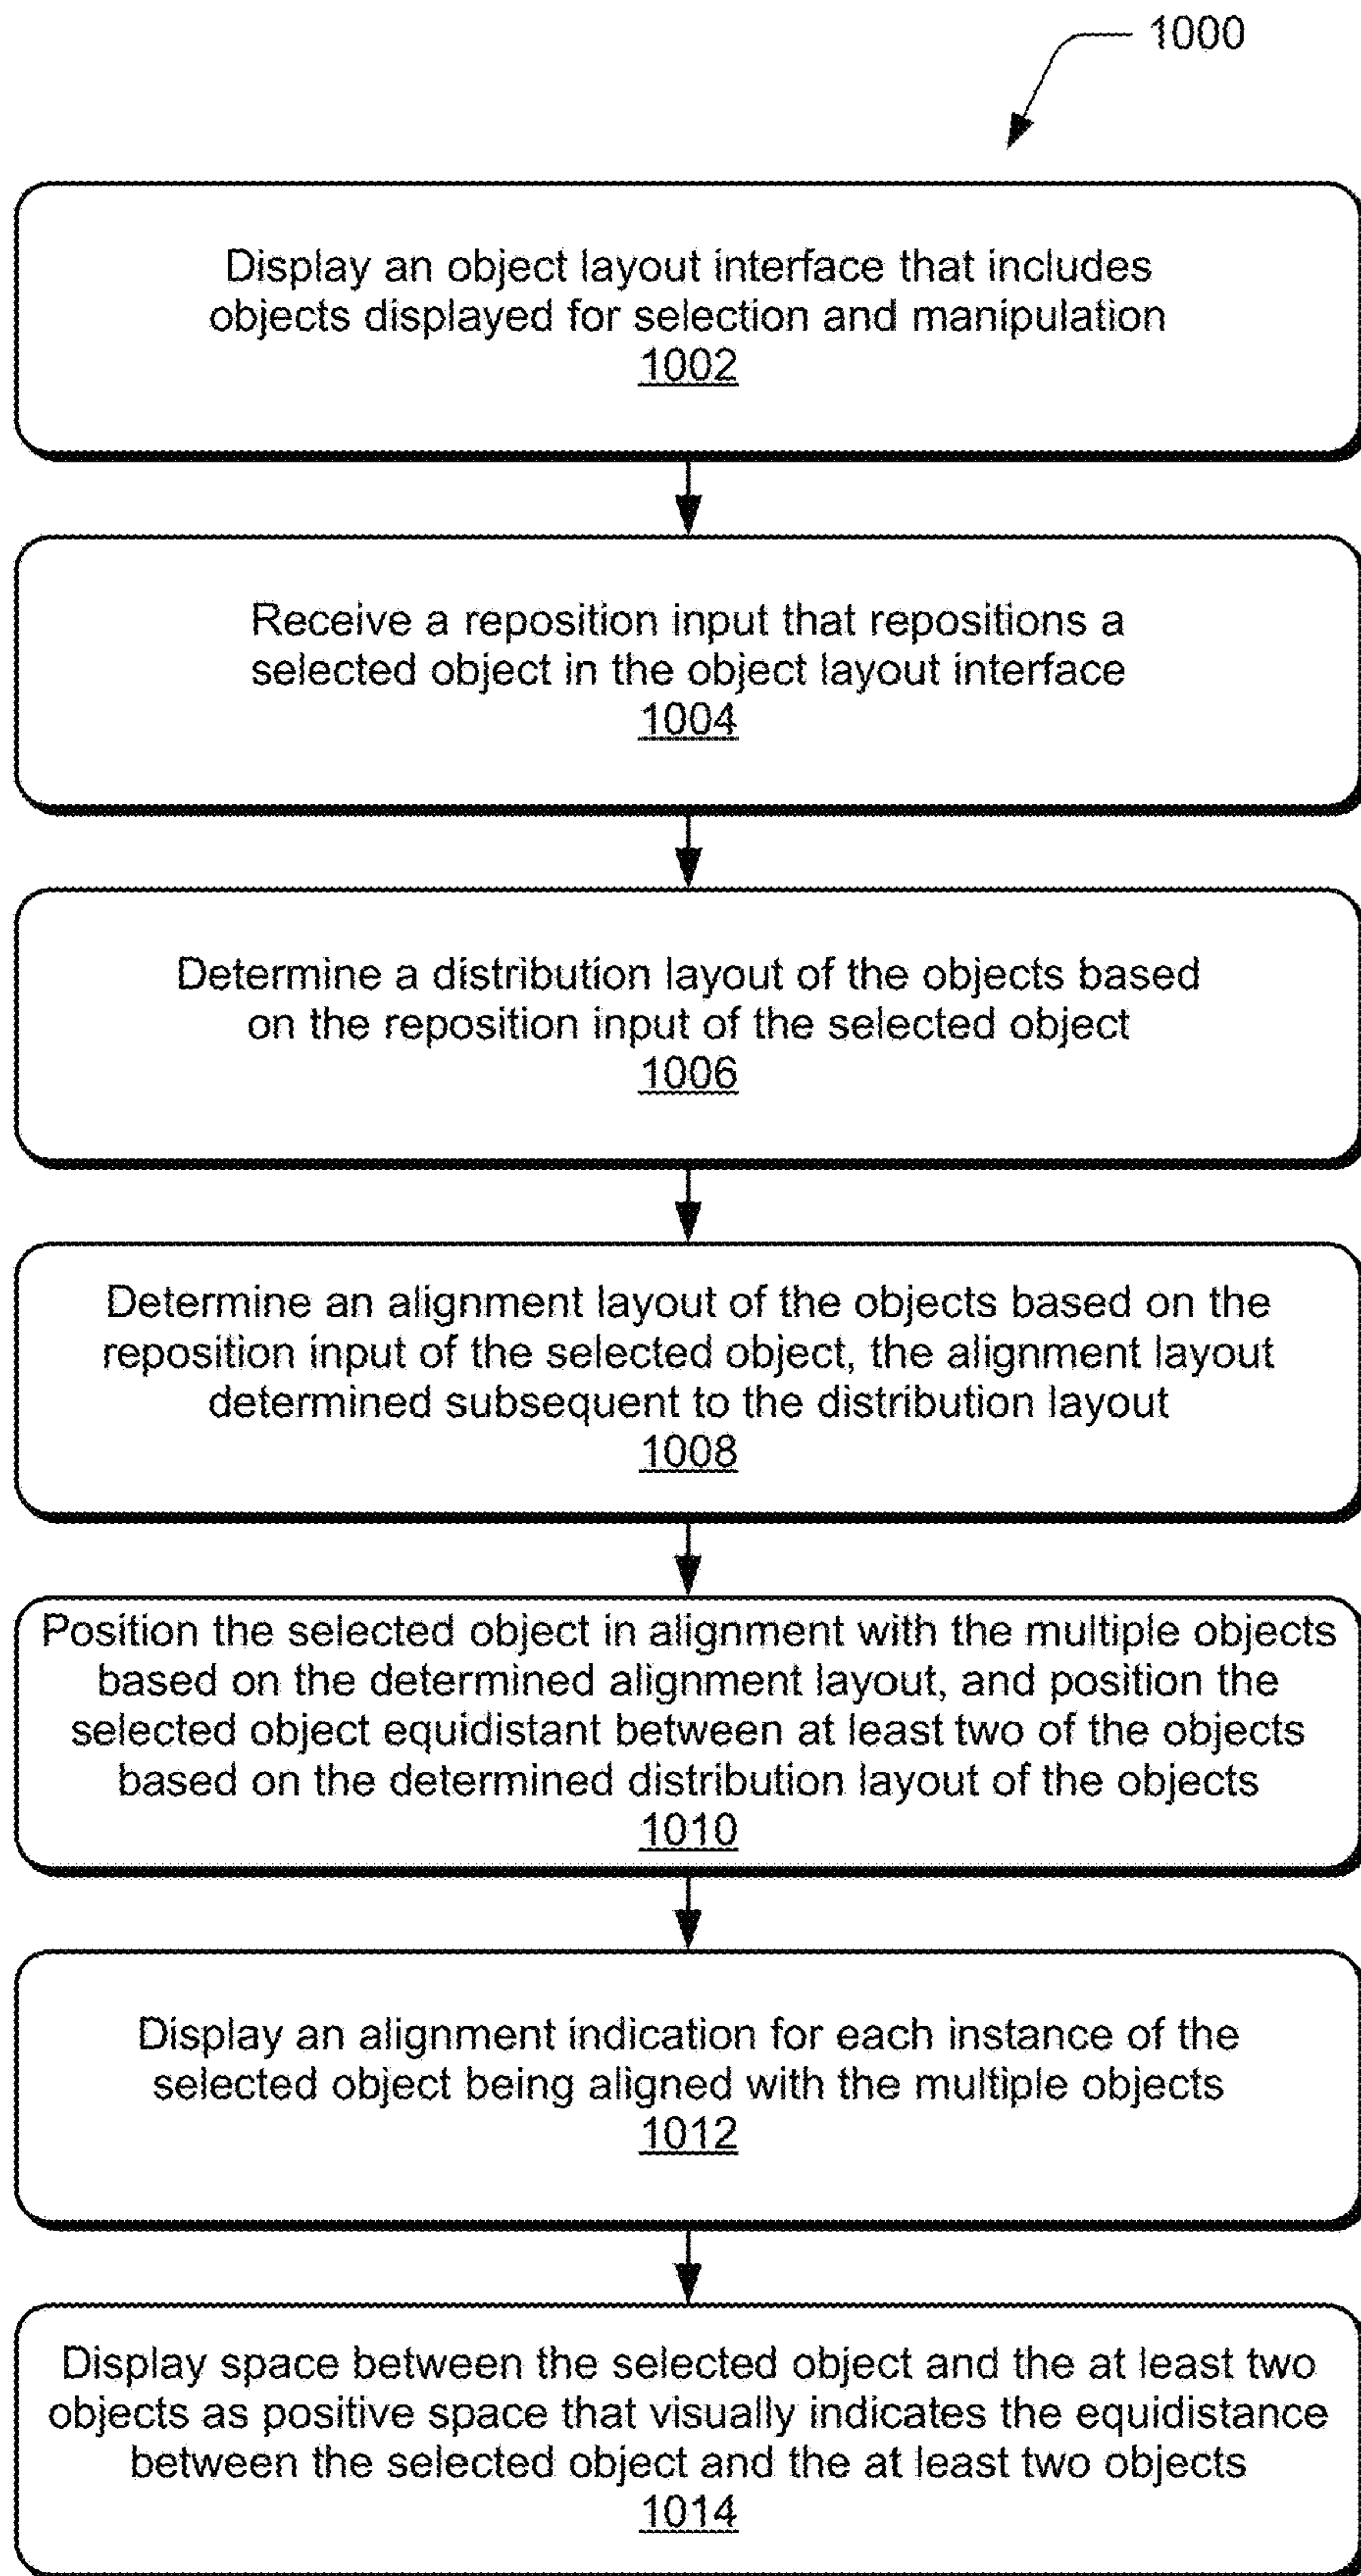 1000
Display an object layout interface that includes
objects displayed for selection and manipulation
1002
Receive a reposition input that repositions a
selected object in the object layout interface
1004
Determine a distribution layout of the objects based
on the reposition input of the selected object
1006
Determine an alignment layout of the objects based on the
reposition input of the selected object, the alignment layout
determined subsequent to the distribution layout
1008
Position the selected object in alignment with the multiple objects
based on the determined alignment layout, and position the
selected object equidistant between at least two of the objects
based on the determined distribution layout of the objects
1010
Display an alignment indication for each instance of the
selected object being aligned with the multiple objects
1012
Display space between the selected object and the at least two
objects as positive space that visually indicates the equidistance
between the selected object and the at least two objects
1014